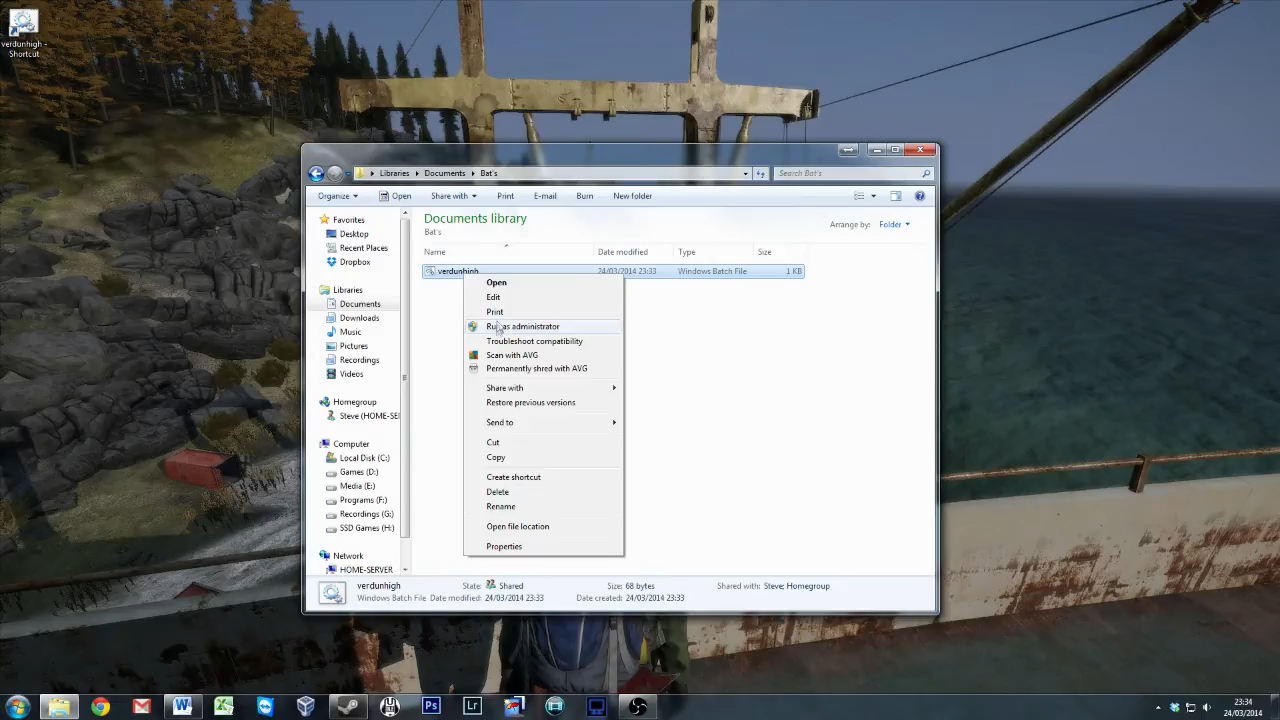 verdunhigh -
Shortcut
Libraries
Documents
Bat's
Search Bat's
Organize
Open
Share with
Print
E-mail
Burn
New folder
Documents library
Bat's
Arrange by:
Folder
Name
Date modified
Type
Size
verdunhigh
24/03/2014 23:33
Windows Batch File
1 KB
Favorites
Desktop
Recent Places
Dropbox
Libraries
Documents
Downloads
Music
Pictures
Recordings
Videos
Homegroup
Steve (HOME-SE
Computer
Local Disk (C:)
Games (D:)
Media (E:)
Programs (F:)
Recordings (G:)
SSD Games (H:)
Network
HOME-SERVER
Open
Edit
Print
Run as administrator
Troubleshoot compatibility
Scan with AVG
Permanently shred with AVG
Share with
Restore previous versions
Send to
Cut
Copy
Create shortcut
Delete
Rename
Open file location
Properties
verdunhigh
State:
Shared
Size: 68 bytes
Shared with: Steve; Homegroup
Windows Batch File
Date modified: 24/03/2014 23:33
Date created: 24/03/2014 23:33
W
X
Ps
Lr
23:34
24/03/2014